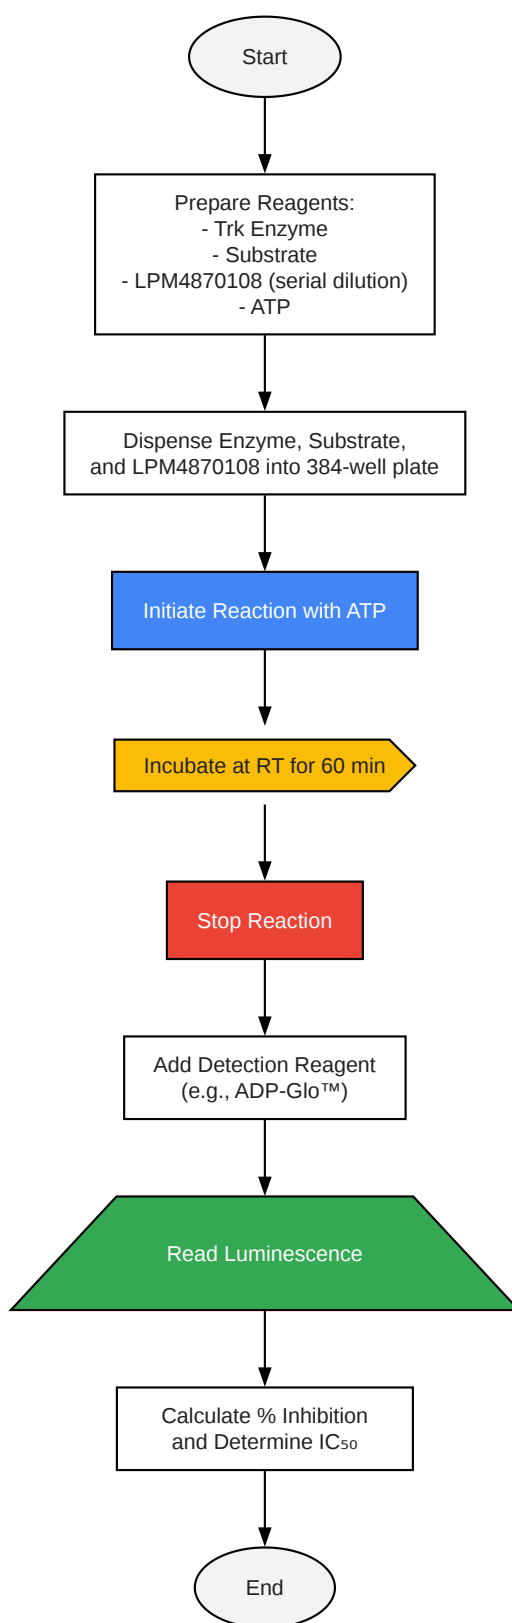 Start
Prepare Reagents:
- Trk Enzyme
- Substrate
- LPM4870108 (serial dilution)
- ATP
Dispense Enzyme, Substrate,
and LPM4870108 into 384-well plate
Initiate Reaction with ATP
Incubate at RT for 60 min
Stop Reaction
Add Detection Reagent
(e.g., ADP-Glo™)
Read Luminescence
Calculate % Inhibition
and Determine IC₅₀
End